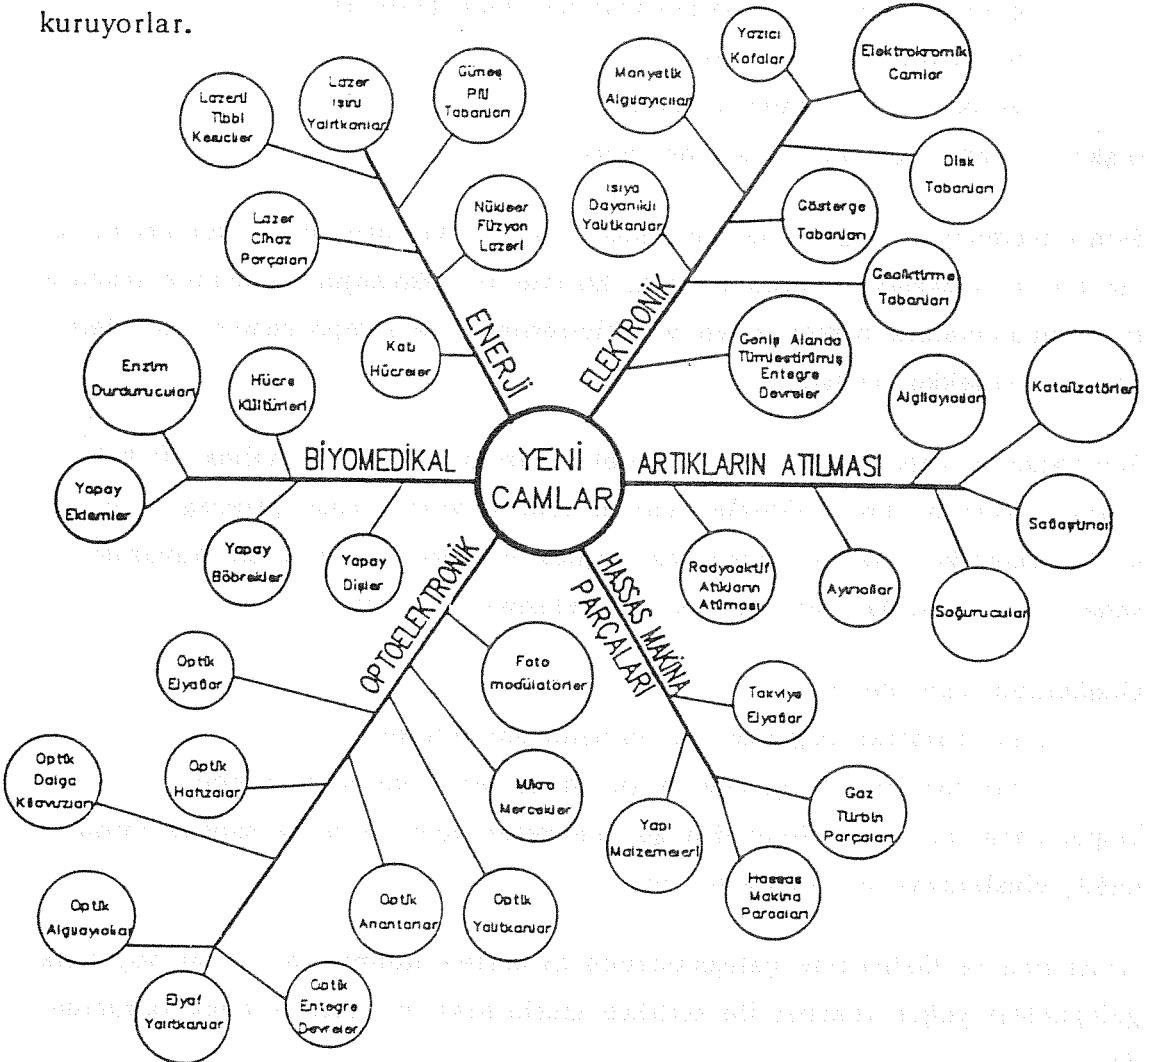 kuruyorlar.
Yazıcı
Kafalar
Elektrokromik
Camlar
Manyetik
Algılayıcılar
Disk
Tabanları
Isıya
Dayanıklı
Yalıtkanlar
Gösterge
Tabanları
Geciktirme
Tabanları
Geniş Alanda
Tümleştirilmiş
Entegre
Devreler
ELEKTRONİK
Güneş
Pili
Tabanları
Lazer
Işını
Yalıtkanlar
Lazerli
Tıbbi
Kesiciler
Lazer
Cihaz
Parçaları
Nükleer
Füzyon
Lazeri
Katı
Hücreler
ENERJİ
Enzim
Durdurucuları
Hücre
Kültürleri
Yapay
Eklemler
Yapay
Böbrekler
Yapay
Dişler
BİYOMEDİKAL
YENİ
CAMLAR
ARTIKLARIN ATILMASI
Algılayıcılar
Katalizatörler
Radyoaktif
Atıkların
Atılması
Ayırıcılar
Soğurucular
HASSAS MAKİNA
PARÇALARI
Takviye
Elyaflar
Gaz
Türbin
Parçaları
Yapı
Malzemeleri
Hassas
Makina
Parçaları
OPTOELEKTRONİK
Foto
modülatörler
Mikro
Mercekler
Optik
Elyaflar
Optik
Hafızalar
Optik
Dalga
Kılavuzları
Optik
Anahtarlar
Optik
Yalıtkanlar
Optik
Algılayıcılar
Elyaf
Yalıtkanlar
Optik
Entegre
Devreler